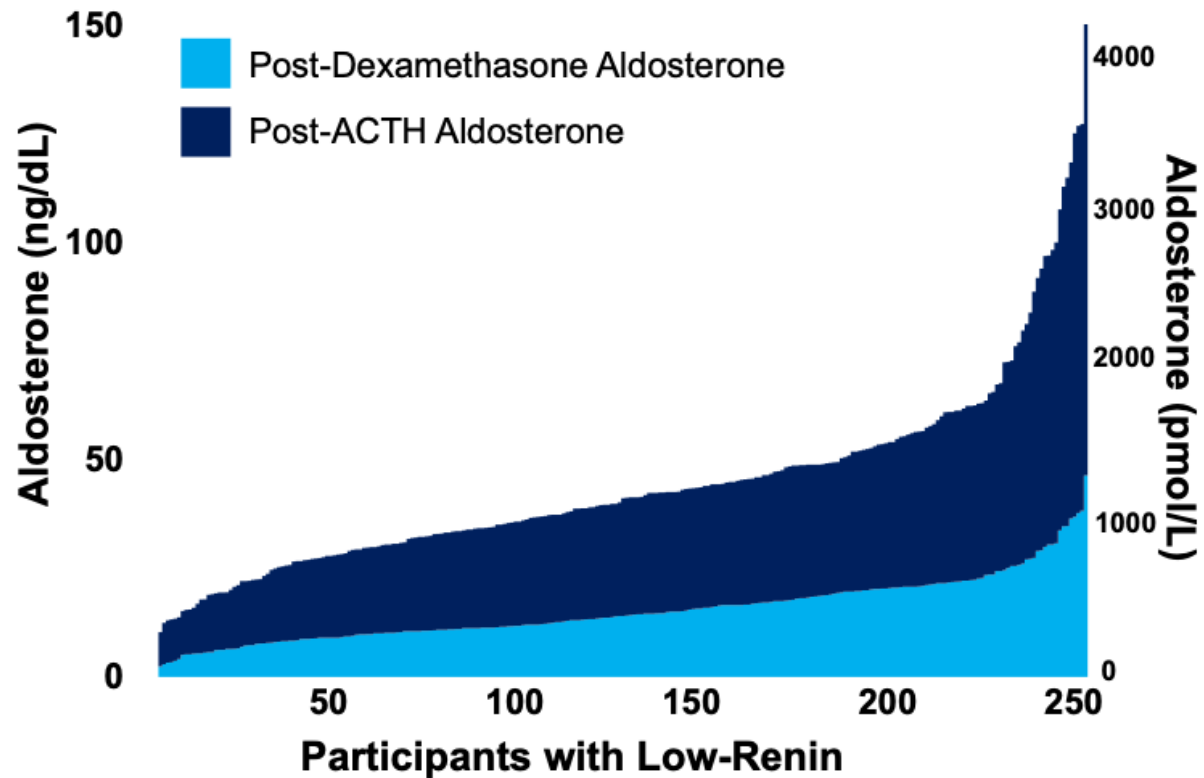 150
100
50
0
Aldosterone (ng/dL)
Post-Dexamethasone Aldosterone
Post-ACTH Aldosterone
4000
3000
2000
1000
0
Aldosterone (pmol/L)
50
100
150
200
250
Participants with Low-Renin